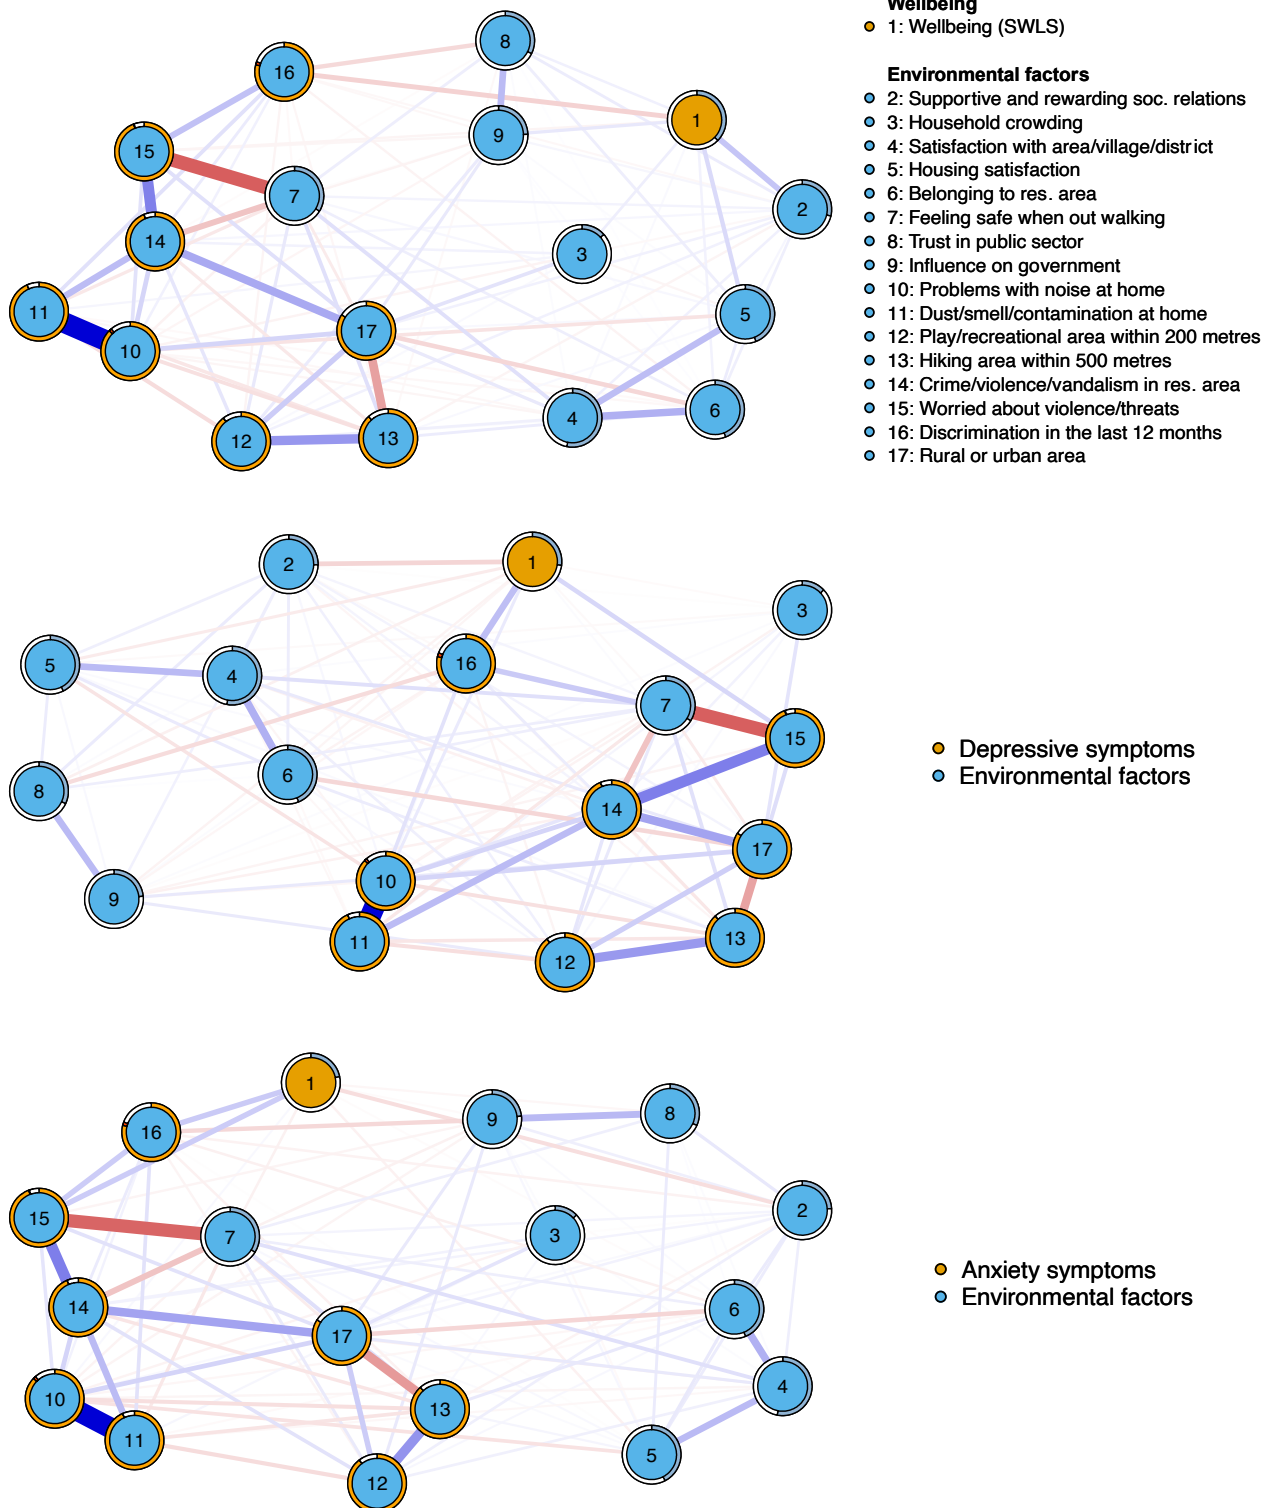 Wellbeing
1: Wellbeing (SWLS)
Environmental factors
2: Supportive and rewarding soc. relations
3: Household crowding
4: Satisfaction with area/village/district
5: Housing satisfaction
6: Belonging to res. area
7: Feeling safe when out walking
8: Trust in public sector
9: Influence on government
10: Problems with noise at home
11: Dust/smell/contamination at home
12: Play/recreational area within 200 metres
13: Hiking area within 500 metres
14: Crime/violence/vandalism in res. area
15: Worried about violence/threats
16: Discrimination in the last 12 months
17: Rural or urban area
8
16
1
9
15
7
2
14
3
11
5
17
10
6
4
13
12
1
2
3
16
5
4
7
15
6
8
14
17
10
9
13
11
12
Depressive symptoms
Environmental factors
1
8
9
16
2
15
3
7
14
6
17
4
10
13
11
5
12
Anxiety symptoms
Environmental factors